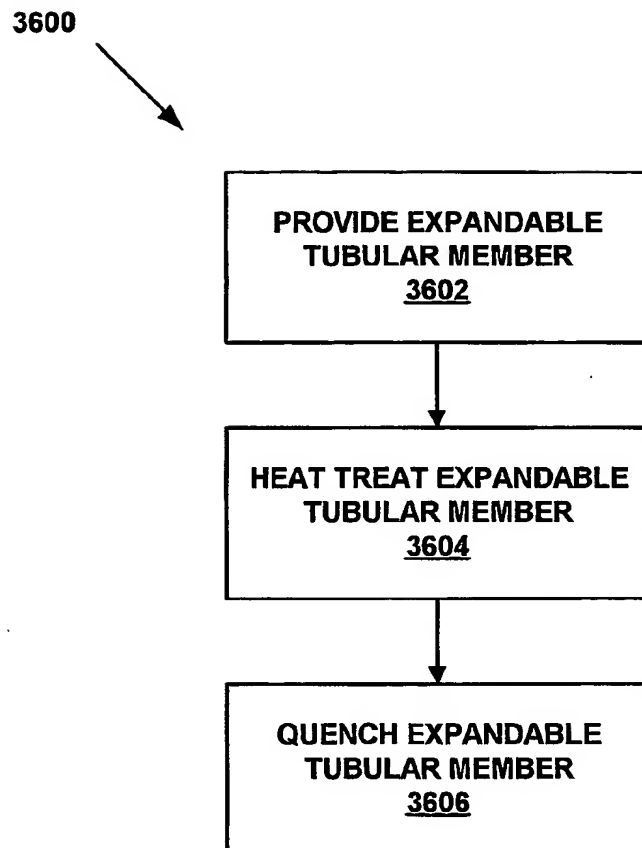 3600
PROVIDE EXPANDABLE
TUBULAR MEMBER
3602
HEAT TREAT EXPANDABLE
TUBULAR MEMBER
3604
QUENCH EXPANDABLE
TUBULAR MEMBER
3606